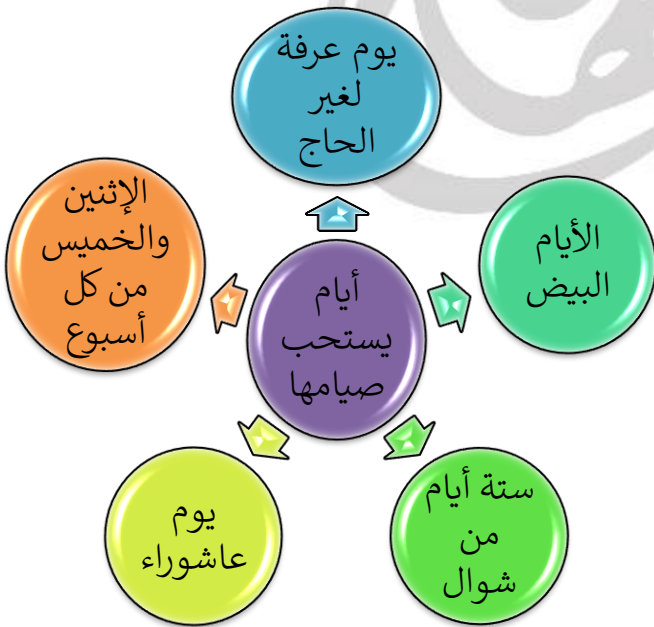 يوم عرفة
لغير
الحاج
الإثنين
والخميس
من كل
أسبوع
الأيام
البيض
أيام
يستحب
صيامها
يوم
عاشوراء
ستة أيام
من
شوال